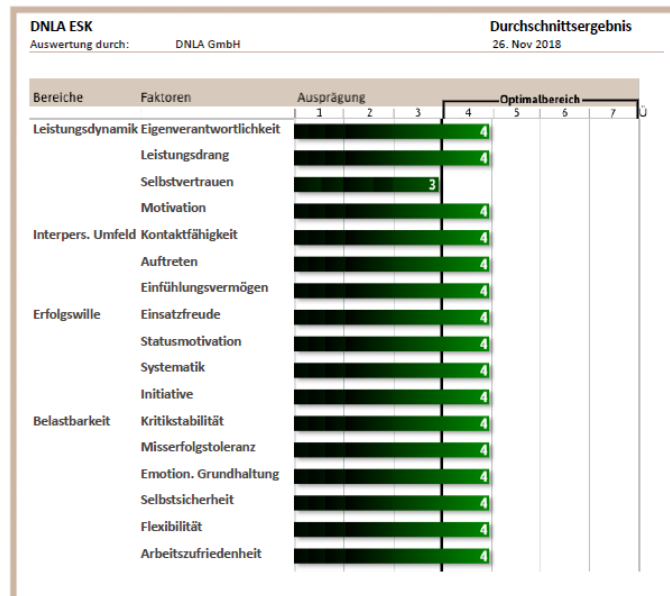 DNLA ESK Durchschnittsergebnis
Auswertung durch: DNLA GmbH 26. Nov 2018
Bereiche Faktoren Ausprägung Optimalbereich
1 2 3 4 5 6 7 Ü
Leistungsdynamik Eigenverantwortlichkeit 4
Leistungsdrang 4
Selbstvertrauen 3
Motivation 4
Interpers. Umfeld Kontaktfähigkeit 4
Auftreten 4
Einfühlungsvermögen 4
Erfolgswille Einsatzfreude 4
Statusmotivation 4
Systematik 4
Initiative 4
Belastbarkeit Kritikstabilität 4
Misserfolgstoleranz 4
Emotion. Grundhaltung 4
Selbstsicherheit 4
Flexibilität 4
Arbeitszufriedenheit 4